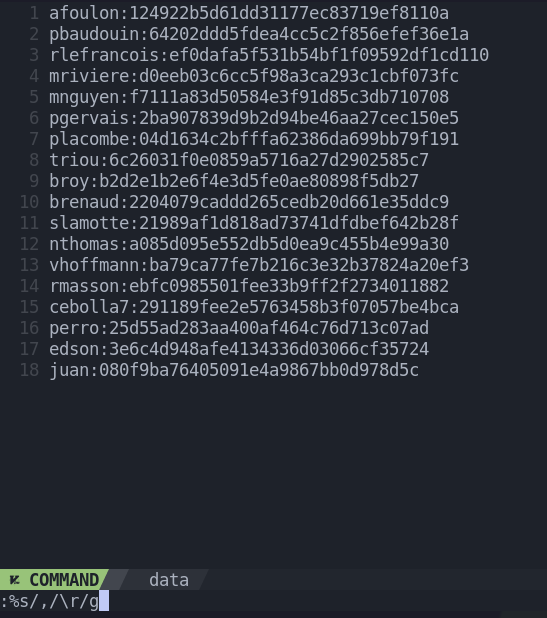 1 afoulon:124922b5d61dd31177ec83719ef8110a
2 pbaudouin:64202ddd5fdea4cc5c2f856efef36e1a
3 rlefrancois:ef0dafa5f531b54bf1f09592df1cd110
4 mriviere:d0eeb03c6cc5f98a3ca293c1cbf073fc
5 mnguyen:f7111a83d50584e3f91d85c3db710708
6 pgervais:2ba907839d9b2d94be46aa27cec150e5
7 placombe:04d1634c2bfffa62386da699bb79f191
8 triou:6c26031f0e0859a5716a27d2902585c7
9 broy:b2d2e1b2e6f4e3d5fe0ae80898f5db27
10 brenaud:2204079caddd265cedb20d661e35ddc9
11 slamotte:21989af1d818ad73741dfdbef642b28f
12 nthomas:a085d095e552db5d0ea9c455b4e99a30
13 vhoffmann:ba79ca77fe7b216c3e32b37824a20ef3
14 rmasson:ebfc0985501fee33b9ff2f2734011882
15 cebolla7:291189fee2e5763458b3f07057be4bca
16 perro:25d55ad283aa400af464c76d713c07ad
17 edson:3e6c4d948afe4134336d03066cf35724
18 juan:080f9ba76405091e4a9867bb0d978d5c
COMMAND data
:%s/,/\r/g